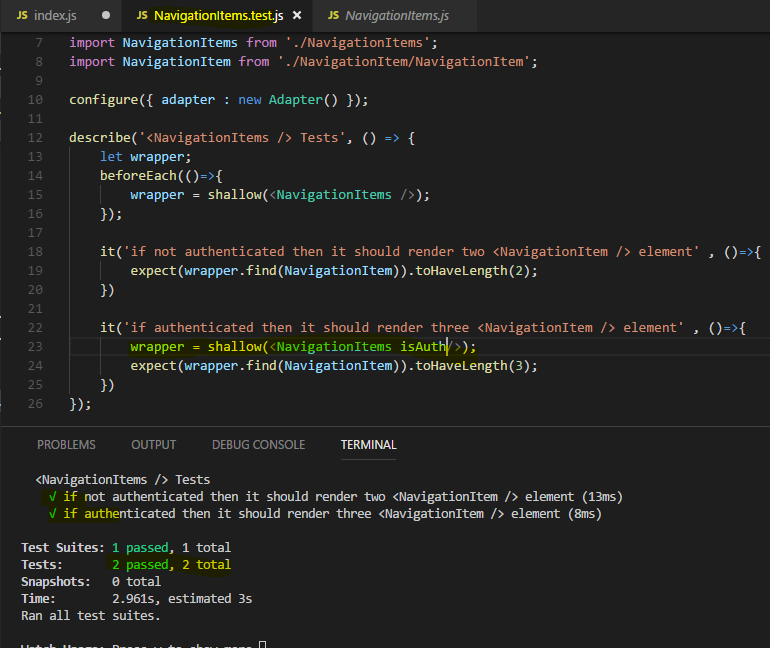 JS index.js ●
JS NavigationItems.test.js ×
JS NavigationItems.js
7 import NavigationItems from './NavigationItems';
8 import NavigationItem from './NavigationItem/NavigationItem';
9
10 configure({ adapter : new Adapter() });
11
12 describe('<NavigationItems /> Tests', () => {
13 let wrapper;
14 beforeEach(()=>{
15 wrapper = shallow(<NavigationItems />);
16 });
17
18 it('if not authenticated then it should render two <NavigationItem /> element' , ()=>{
19 expect(wrapper.find(NavigationItem)).toHaveLength(2);
20 })
21
22 it('if authenticated then it should render three <NavigationItem /> element' , ()=>{
23 wrapper = shallow(<NavigationItems isAuth/>);
24 expect(wrapper.find(NavigationItem)).toHaveLength(3);
25 })
26 });
PROBLEMS OUTPUT DEBUG CONSOLE TERMINAL
<NavigationItems /> Tests
√ if not authenticated then it should render two <NavigationItem /> element (13ms)
√ if authenticated then it should render three <NavigationItem /> element (8ms)
Test Suites: 1 passed, 1 total
Tests: 2 passed, 2 total
Snapshots: 0 total
Time: 2.961s, estimated 3s
Ran all test suites.